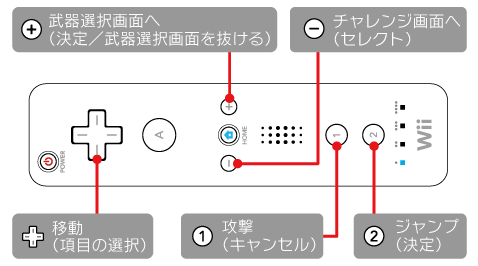 + 武器選択画面へ
(決定／武器選択画面を抜ける)
− チャレンジ画面へ
(セレクト)
POWER
A
+
HOME
−
1
2
Wii
移動
(項目の選択)
1 攻撃
(キャンセル)
2 ジャンプ
(決定)